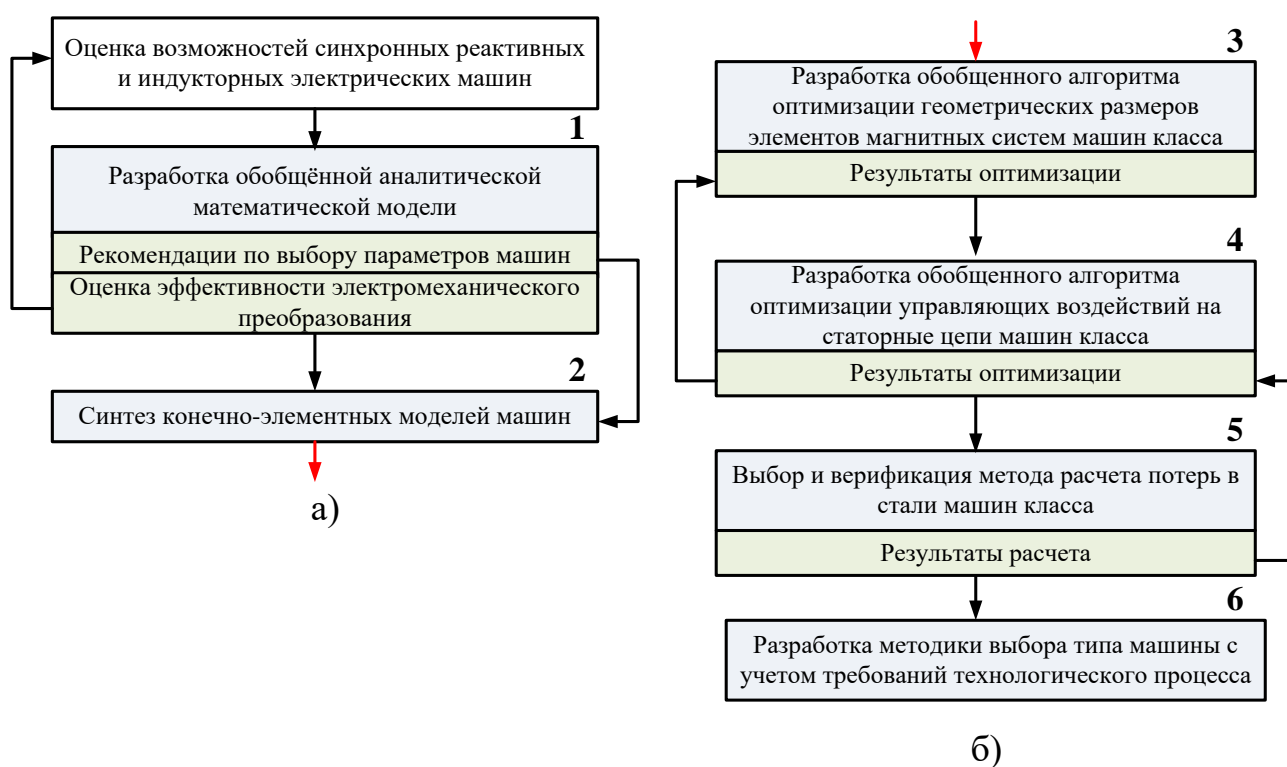 Оценка возможностей синхронных реактивных
и индукторных электрических машин
1
Разработка обобщённой аналитической
математической модели
Рекомендации по выбору параметров машин
Оценка эффективности электромеханического
преобразования
2
Синтез конечно-элементных моделей машин
а)
3
Разработка обобщенного алгоритма
оптимизации геометрических размеров
элементов магнитных систем машин класса
Результаты оптимизации
4
Разработка обобщенного алгоритма
оптимизации управляющих воздействий на
статорные цепи машин класса
Результаты оптимизации
5
Выбор и верификация метода расчета потерь в
стали машин класса
Результаты расчета
6
Разработка методики выбора типа машины с
учетом требований технологического процесса
б)